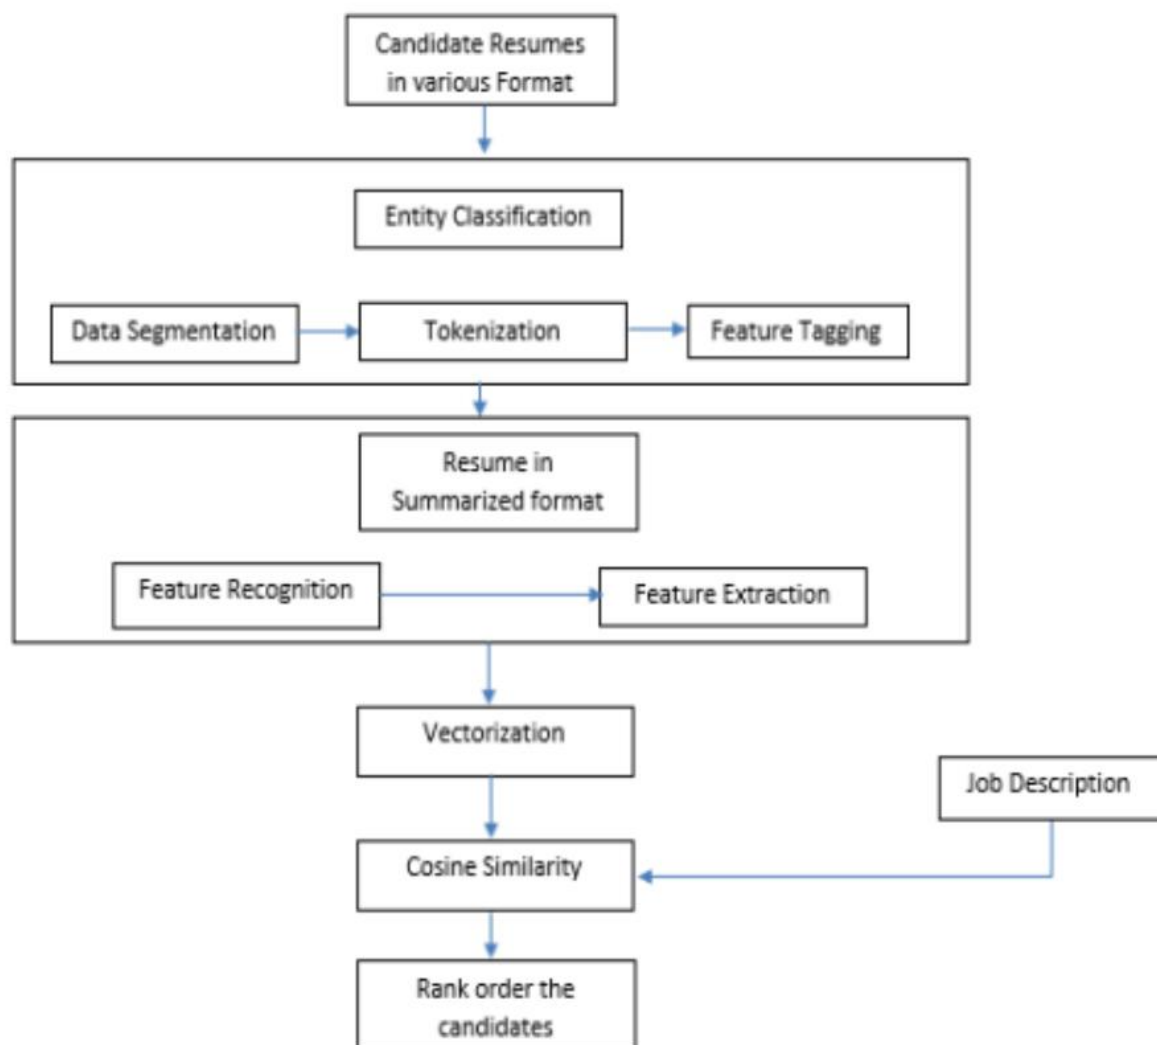 Candidate Resumes
in various Format
Entity Classification
Data Segmentation
Tokenization
Feature Tagging
Resume in
Summarized format
Feature Recognition
Feature Extraction
Vectorization
Job Description
Cosine Similarity
Rank order the
candidates